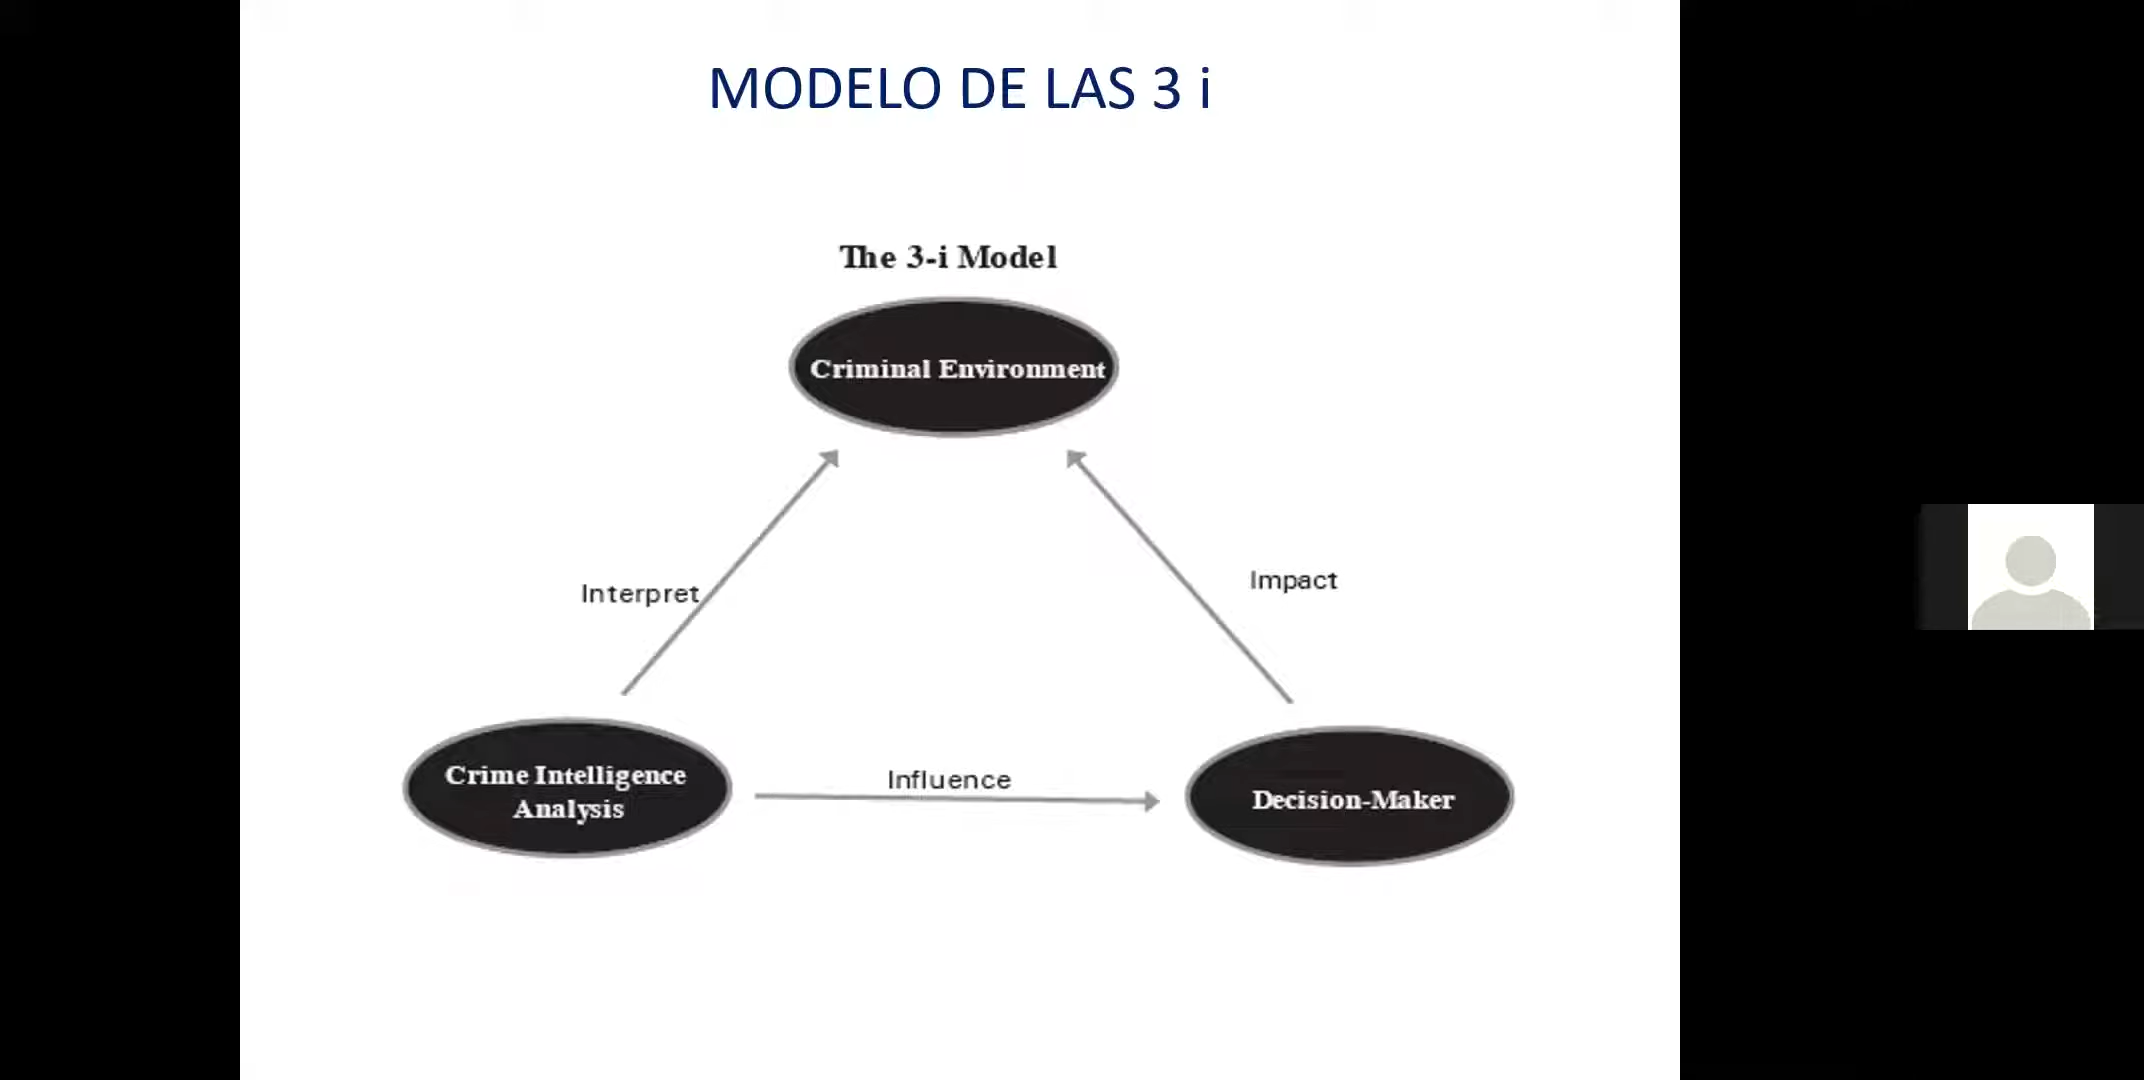 MODELO DE LAS 3 i
The 3-i Model
Criminal Environment
Interpret
Impact
Crime Intelligence
Analysis
Influence
Decision-Maker